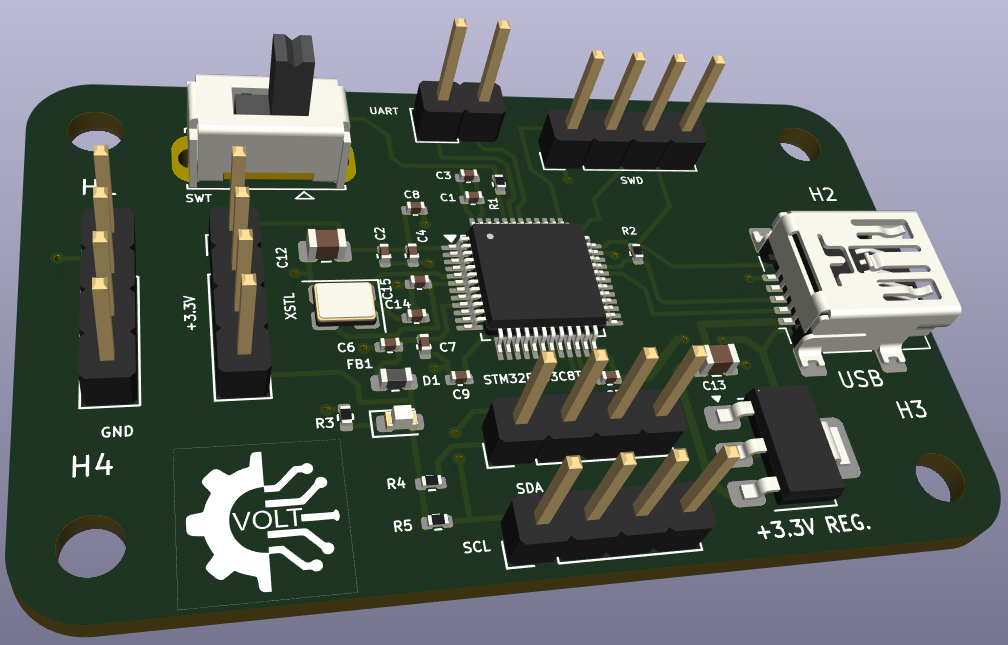 UART
SWD
SWT
C3
C1
R1
H2
C8
R2
C2
C4
C12
C15
XSTL
C14
+3.3V
C6
C7
FB1
D1
C9
C13
USB
H3
R3
GND
H4
R4
SDA
VOLT
R5
SCL
+3.3V REG.